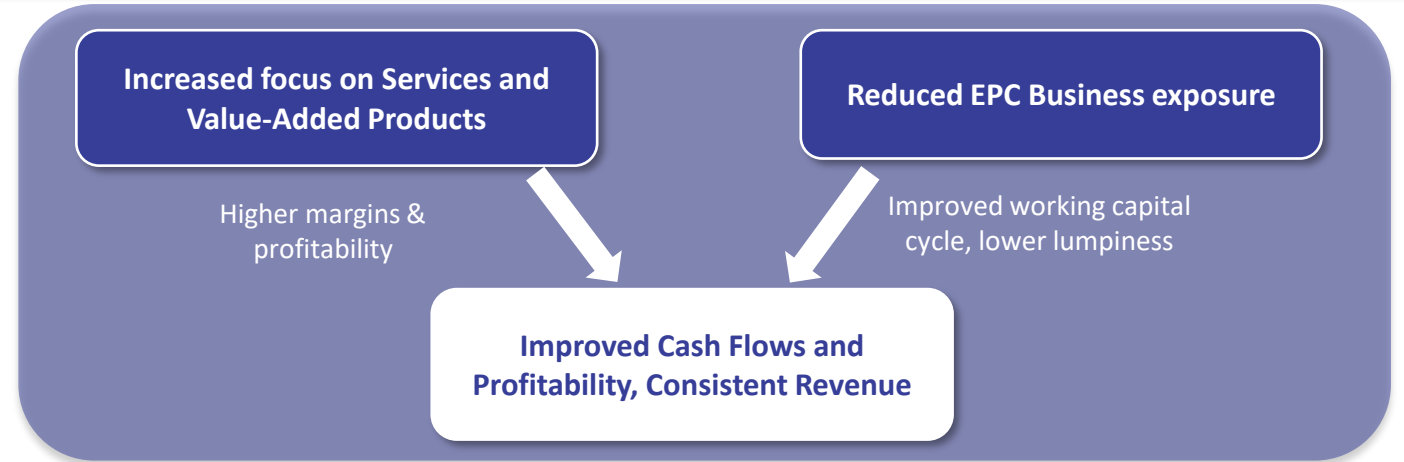 Increased focus on Services and
Value-Added Products
Reduced EPC Business exposure
Higher margins &
profitability
Improved working capital
cycle, lower lumpiness
Improved Cash Flows and
Profitability, Consistent Revenue